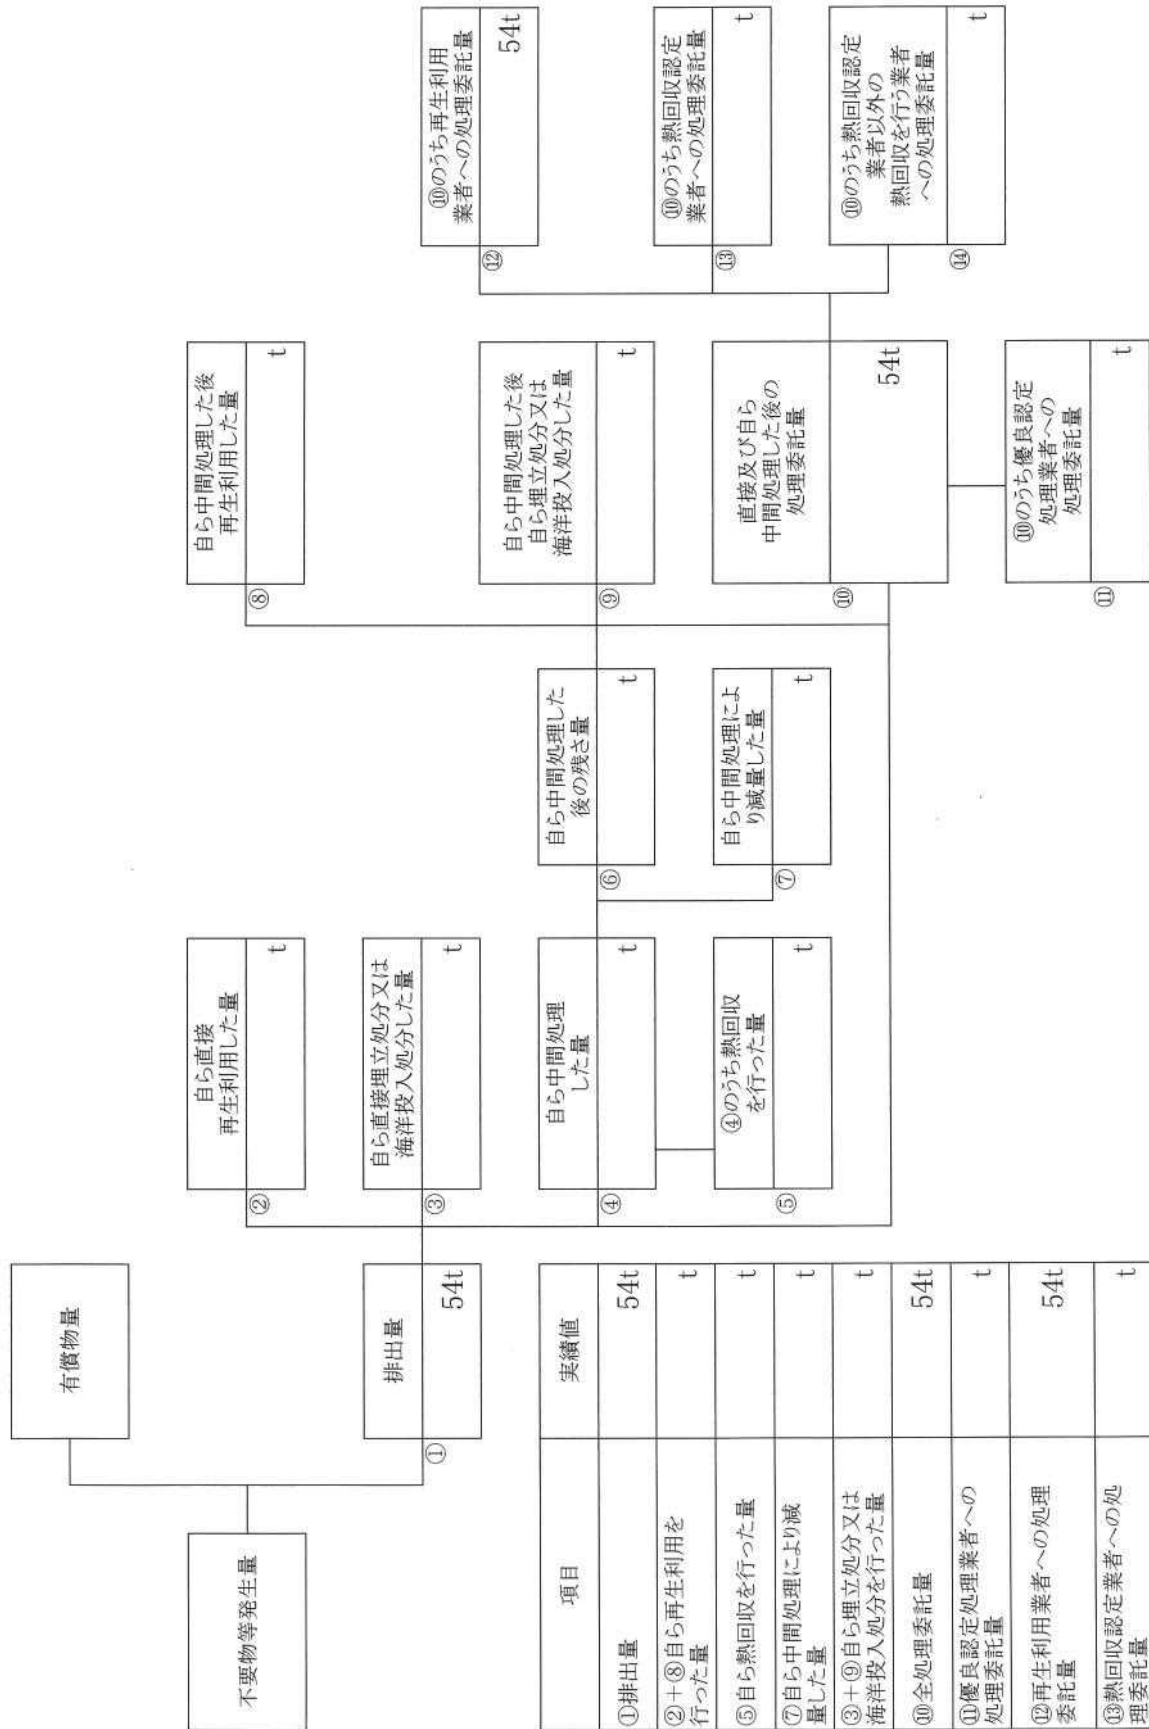 不要物等発生量
有償物量
排出量
①
54t
自ら直接
再生利用した量
②
t
自ら直接埋立処分又は
海洋投入処分した量
③
t
自ら中間処理
した量
④
t
④のうち熱回収
を行った量
⑤
t
自ら中間処理した
後の残さ量
⑥
t
自ら中間処理によ
り減量した量
⑦
t
自ら中間処理した後
再生利用した量
⑧
t
自ら中間処理した後
自ら埋立処分又は
海洋投入処分した量
⑨
t
直接及び自ら
中間処理した後の
処理委託量
⑩
54t
⑩のうち優良認定
処理業者への
処理委託量
⑪
t
⑩のうち再生利用
業者への処理委託量
⑫
54t
⑩のうち熱回収認定
業者への処理委託量
⑬
t
⑩のうち熱回収認定
業者以外の
熱回収を行う業者
への処理委託量
⑭
t
項目 実績値
①排出量 54t
②+⑧自ら再生利用を
行った量 t
⑤自ら熱回収を行った量 t
⑦自ら中間処理により減
量した量 t
③+⑨自ら埋立処分又は
海洋投入処分を行った量 t
⑩全処理委託量 54t
⑪優良認定処理業者への
処理委託量 t
⑫再生利用業者への処理
委託量 54t
⑬熱回収認定業者への処
理委託量 t